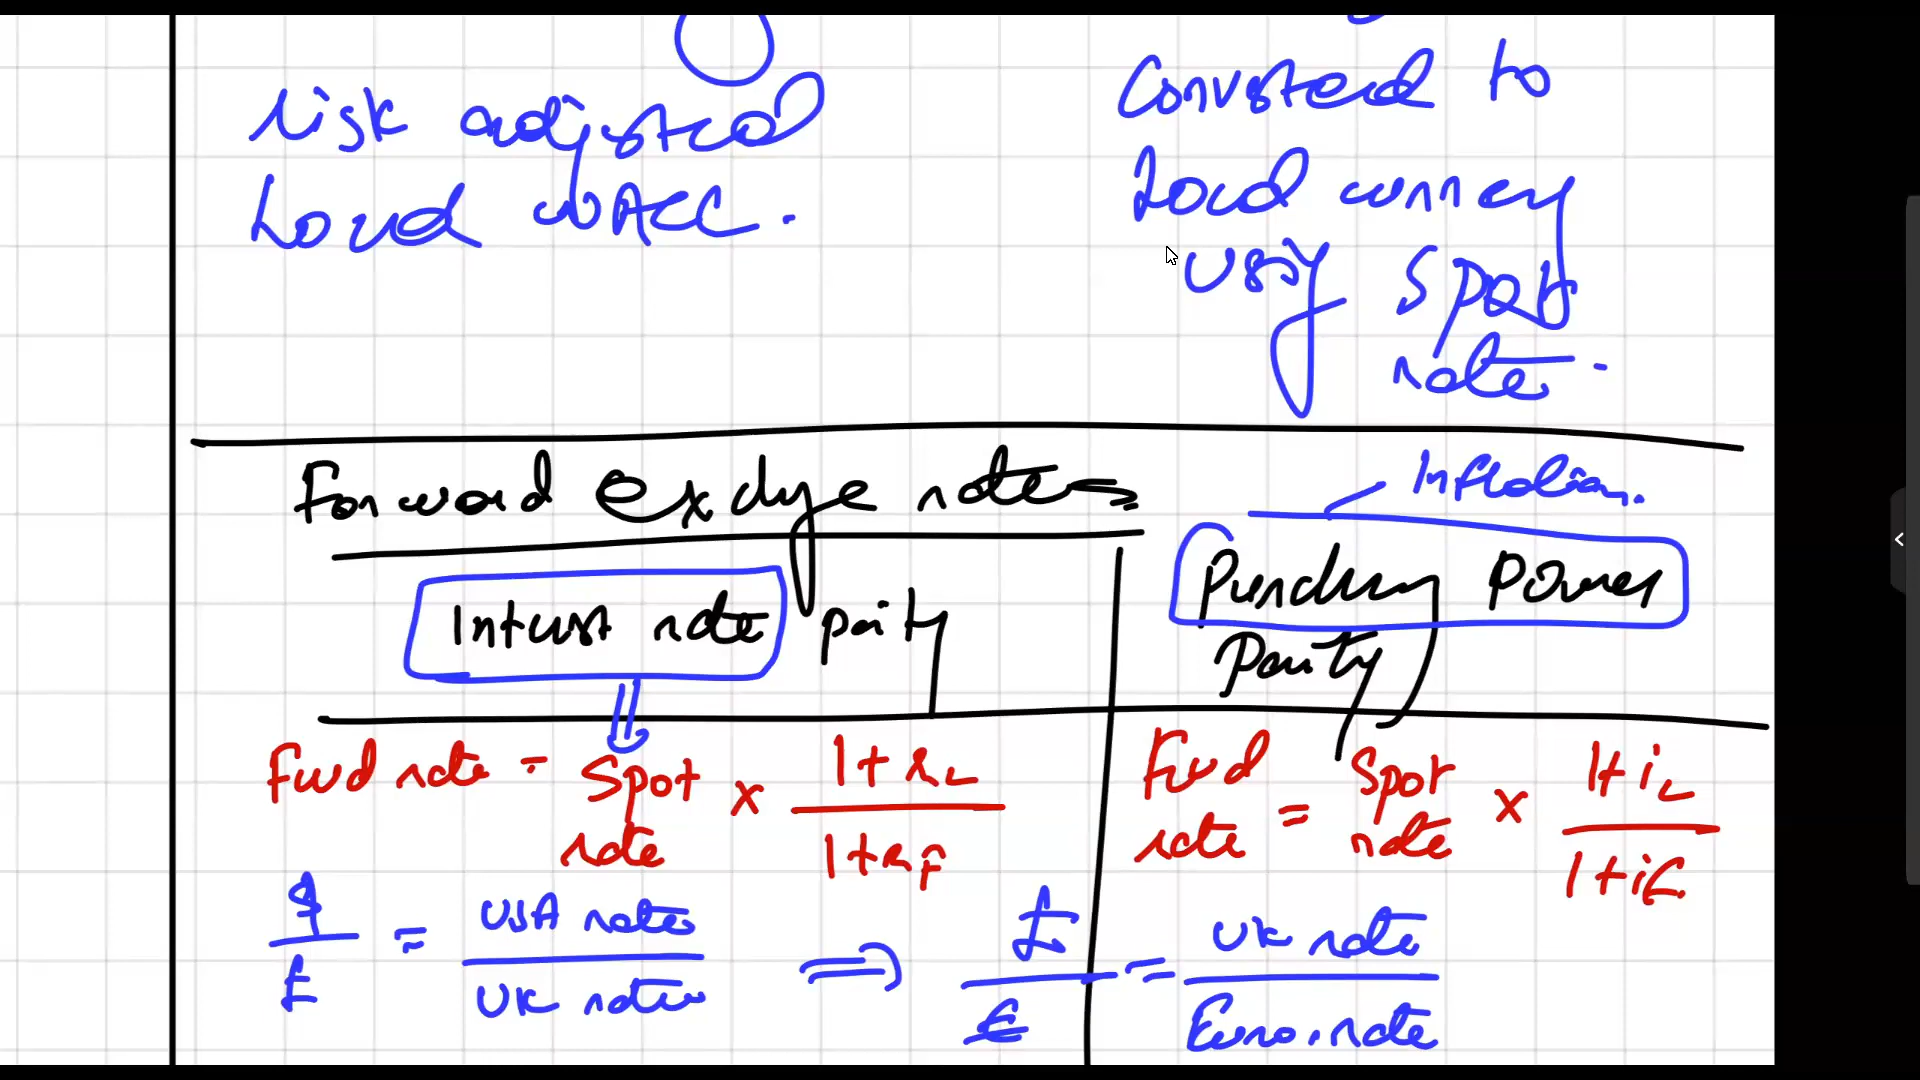 risk adjusted
Local WACC.
Converted to
Local currency
using spot
rate.
Forward exchange rates
Inflation.
Interest rate parity
Purchasing Power
Parity
Fwd rate = Spot rate × 1+rL / 1+rF
Fwd rate = Spot rate × 1+iL / 1+iF
$/£ = USA rates / UK rates ⇒ £/€ = UK rate / Euro. rate